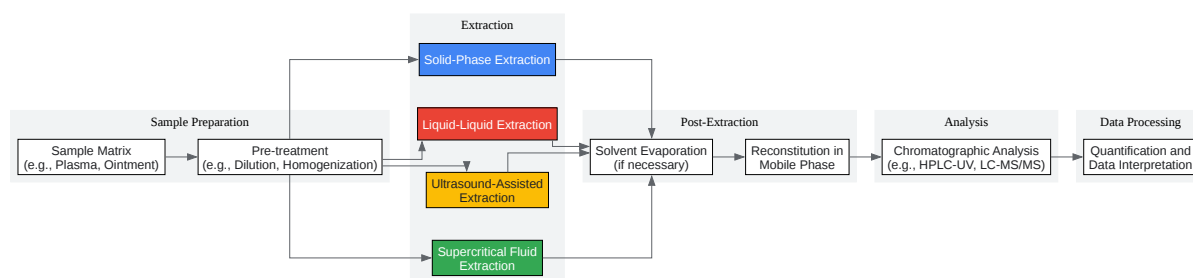 Extraction
Solid-Phase Extraction
Sample Preparation
Liquid-Liquid Extraction
Post-Extraction
Analysis
Data Processing
Sample Matrix
(e.g., Plasma, Ointment)
Pre-treatment
(e.g., Dilution, Homogenization)
Ultrasound-Assisted
Extraction
Solvent Evaporation
(if necessary)
Reconstitution in
Mobile Phase
Chromatographic Analysis
(e.g., HPLC-UV, LC-MS/MS)
Quantification and
Data Interpretation
Supercritical Fluid
Extraction